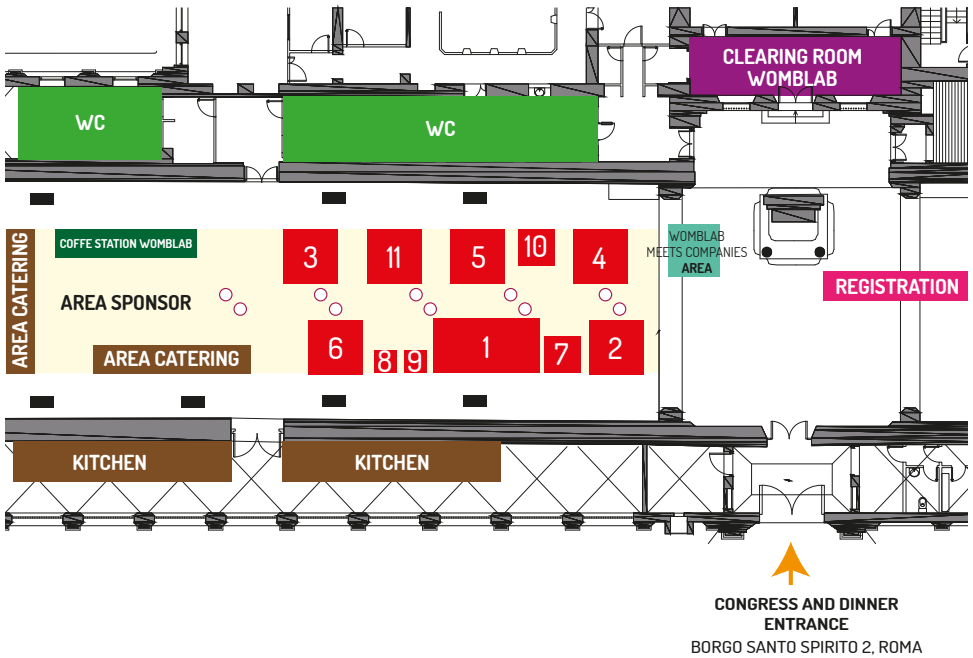 CLEARING ROOM
WOMBLAB
WC
WC
AREA CATERING
COFFE STATION WOMBLAB
3
11
5
10
4
WOMBLAB
MEETS COMPANIES
AREA
REGISTRATION
AREA SPONSOR
AREA CATERING
6
8
9
1
7
2
KITCHEN
KITCHEN
CONGRESS AND DINNER
ENTRANCE
BORGO SANTO SPIRITO 2, ROMA